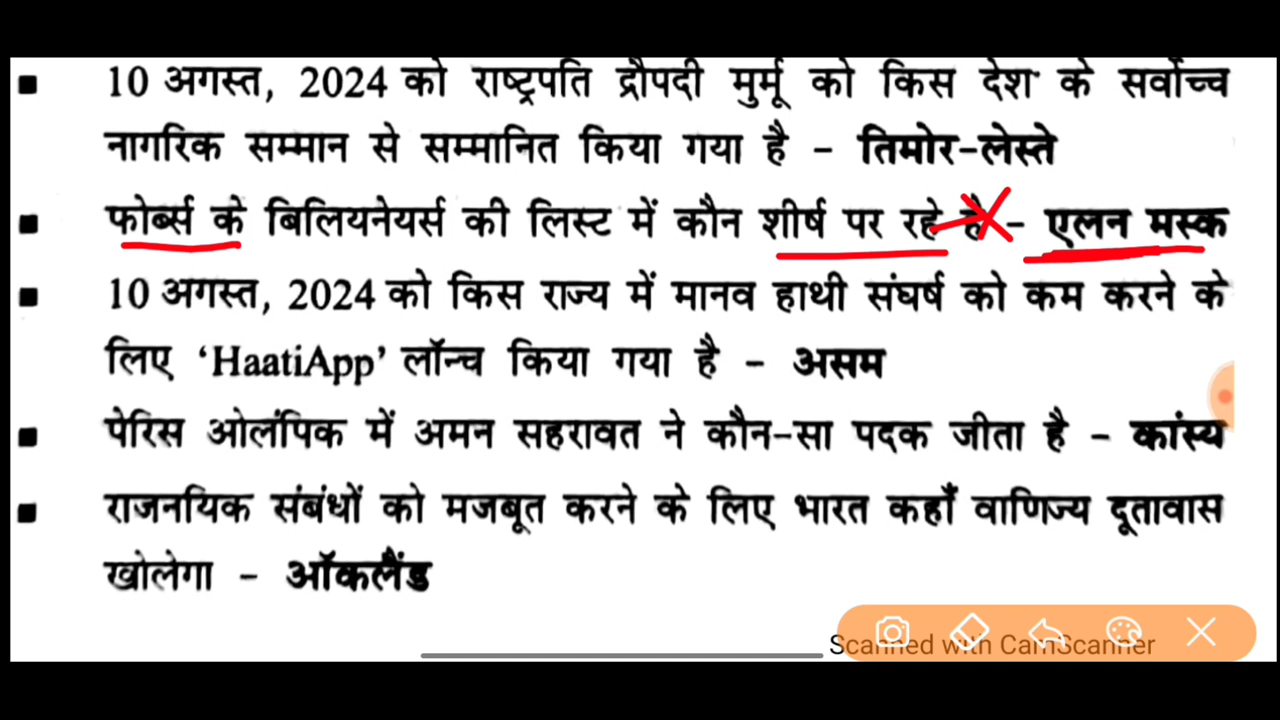 10 अगस्त, 2024 को राष्ट्रपति द्रौपदी मुर्मू को किस देश के सर्वोच्च
नागरिक सम्मान से सम्मानित किया गया है – तिमोर-लेस्ते
फोर्ब्स के बिलियनेयर्स की लिस्ट में कौन शीर्ष पर रहे है – एलन मस्क
10 अगस्त, 2024 को किस राज्य में मानव हाथी संघर्ष को कम करने के
लिए ‘HaatiApp’ लॉन्च किया गया है – असम
पेरिस ओलंपिक में अमन सहरावत ने कौन-सा पदक जीता है – कांस्य
राजनयिक संबंधों को मजबूत करने के लिए भारत कहाँ वाणिज्य दूतावास
खोलेगा – ऑकलैंड
Scanned with CamScanner